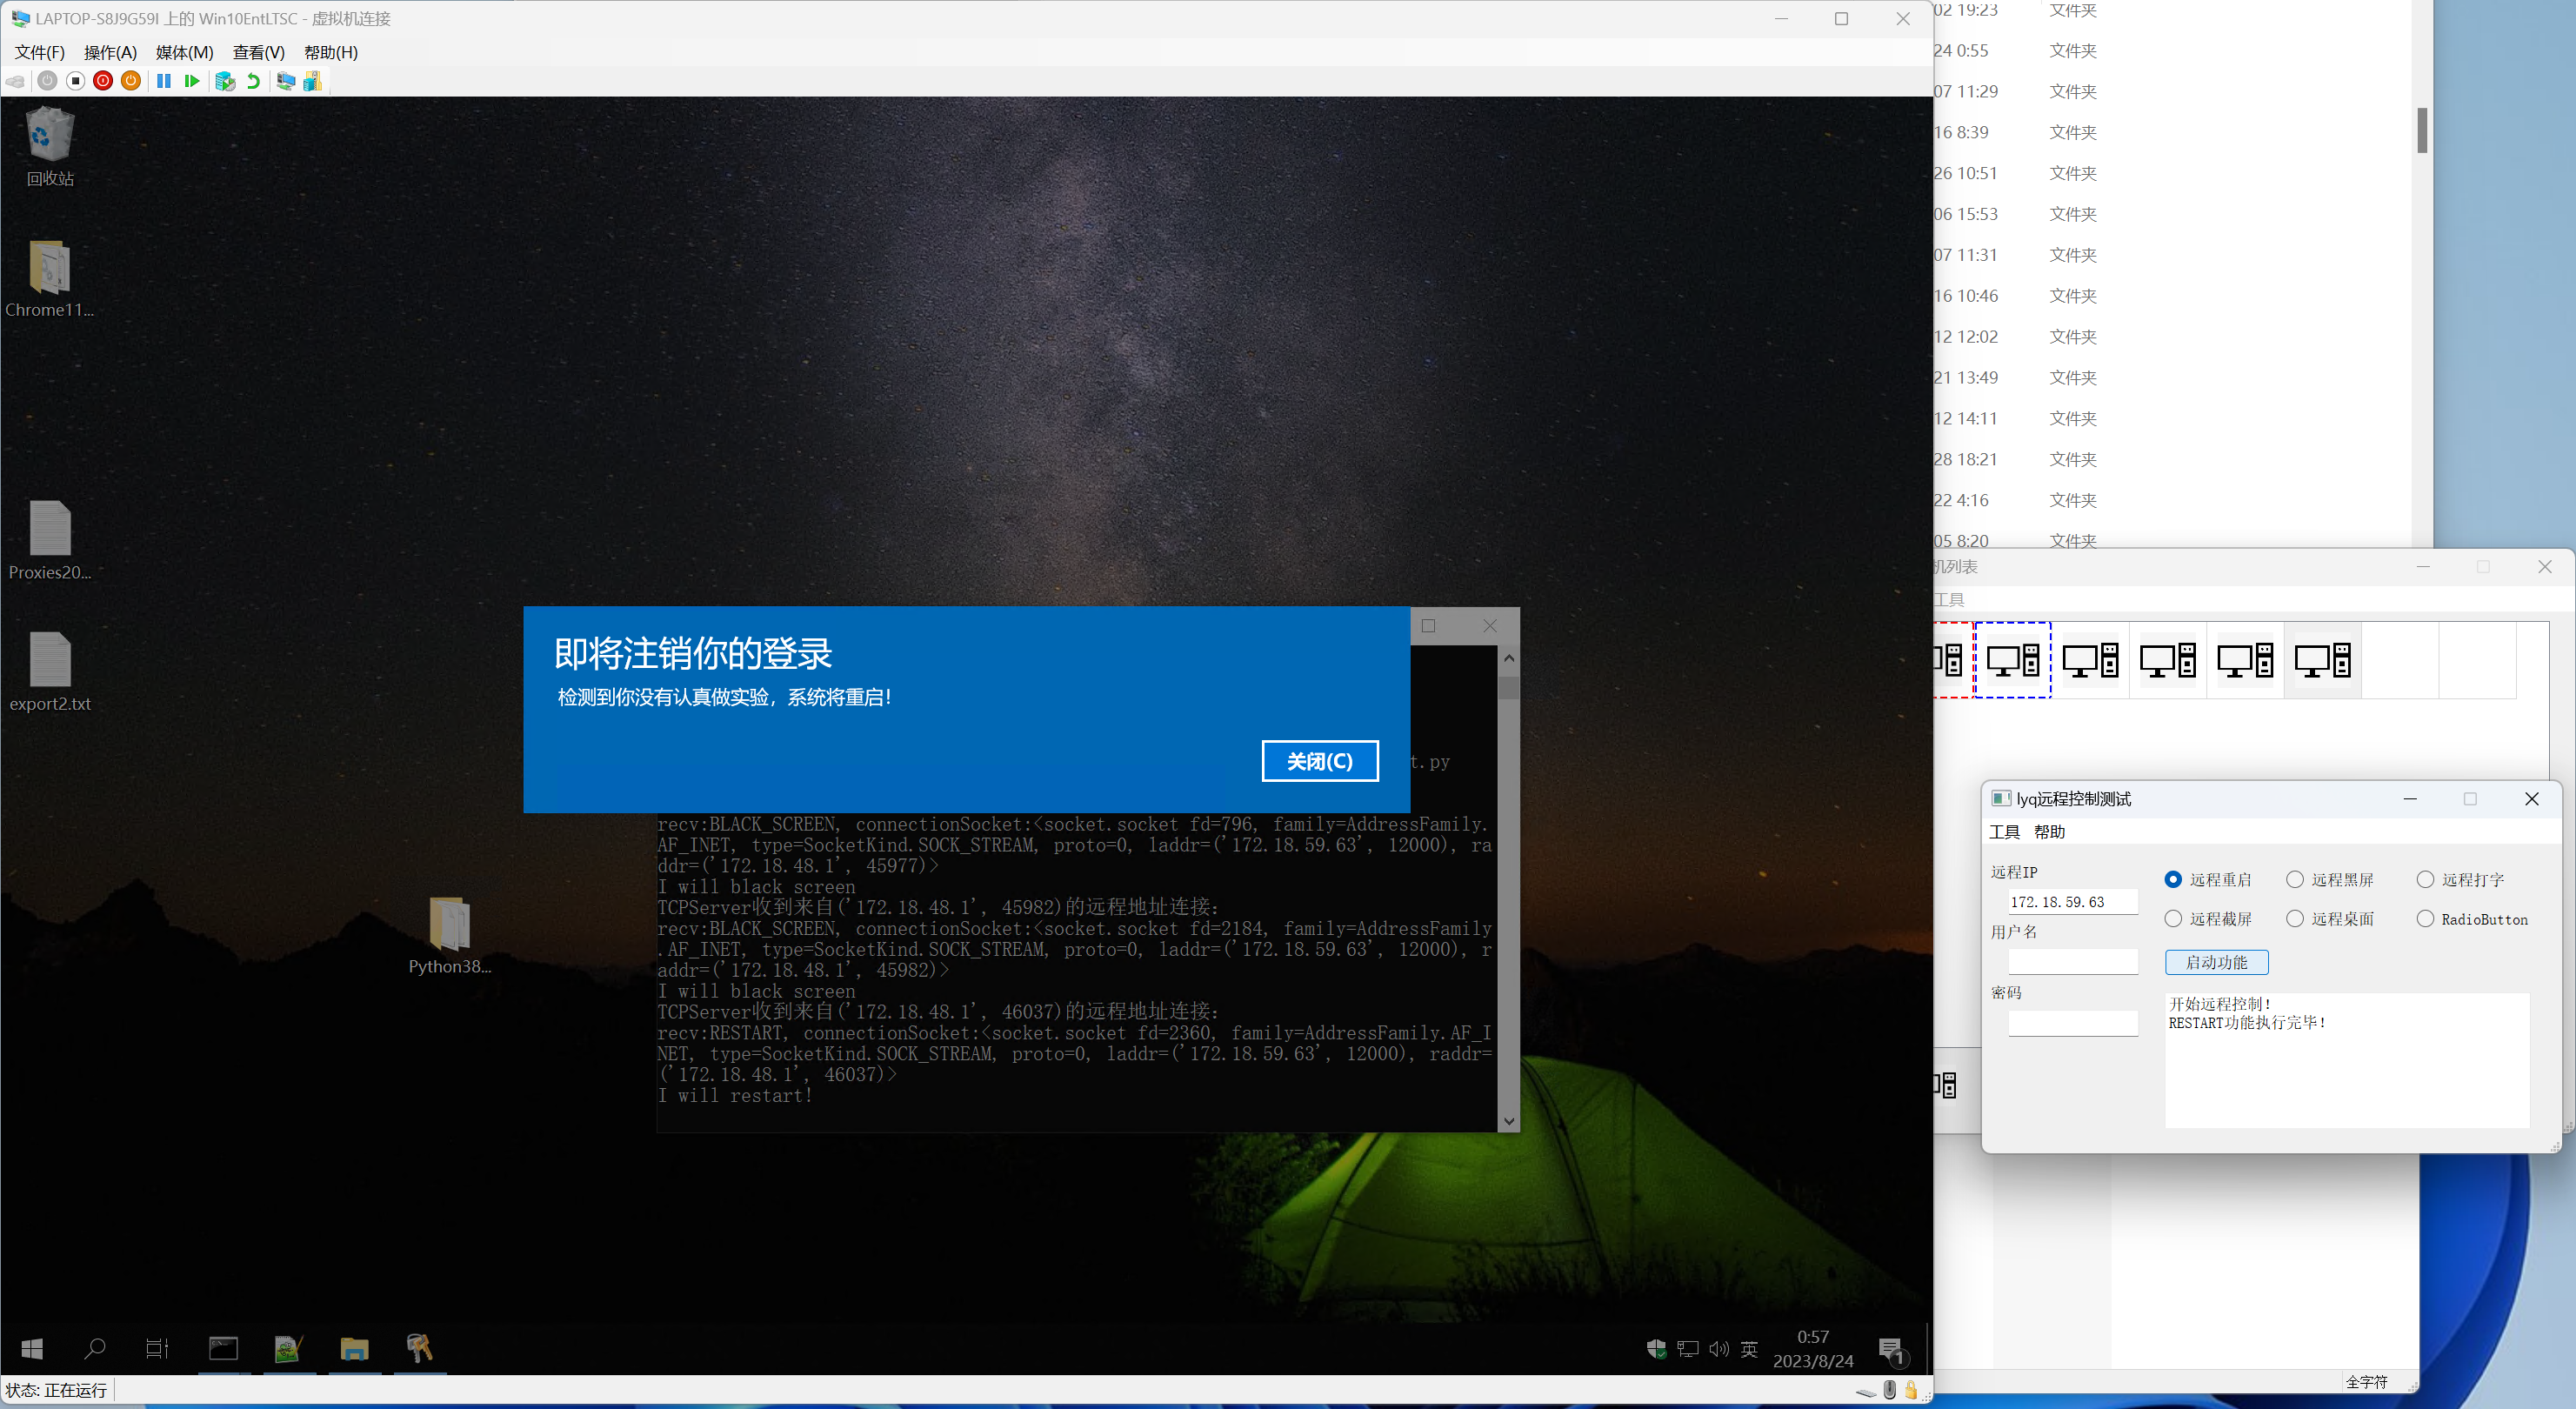 LAPTOP-S8J9G59I 上的 Win10EntLTSC - 虚拟机连接
文件(F) 操作(A) 媒体(M) 查看(V) 帮助(H)
回收站
Chrome11...
Proxies20...
export2.txt
Python38...
即将注销你的登录
检测到你没有认真做实验，系统将重启！
关闭(C)
t.py
recv:BLACK_SCREEN, connectionSocket:<socket.socket fd=796, family=AddressFamily.
AF_INET, type=SocketKind.SOCK_STREAM, proto=0, laddr=('172.18.59.63', 12000), ra
ddr=('172.18.48.1', 45977)>
I will black screen
TCPServer收到来自('172.18.48.1', 45982)的远程地址连接：
recv:BLACK_SCREEN, connectionSocket:<socket.socket fd=2184, family=AddressFamily
.AF_INET, type=SocketKind.SOCK_STREAM, proto=0, laddr=('172.18.59.63', 12000), r
addr=('172.18.48.1', 45982)>
I will black screen
TCPServer收到来自('172.18.48.1', 46037)的远程地址连接：
recv:RESTART, connectionSocket:<socket.socket fd=2360, family=AddressFamily.AF_I
NET, type=SocketKind.SOCK_STREAM, proto=0, laddr=('172.18.59.63', 12000), raddr=
('172.18.48.1', 46037)>
I will restart!
英
0:57
2023/8/24
1
状态: 正在运行
02 19:23 文件夹
24 0:55 文件夹
07 11:29 文件夹
16 8:39 文件夹
26 10:51 文件夹
06 15:53 文件夹
07 11:31 文件夹
16 10:46 文件夹
12 12:02 文件夹
21 13:49 文件夹
12 14:11 文件夹
28 18:21 文件夹
22 4:16 文件夹
05 8:20 文件夹
机列表
工具
lyq远程控制测试
工具 帮助
远程IP
172.18.59.63
用户名
密码
远程重启 远程黑屏 远程打字
远程截屏 远程桌面 RadioButton
启动功能
开始远程控制！
RESTART功能执行完毕！
全字符